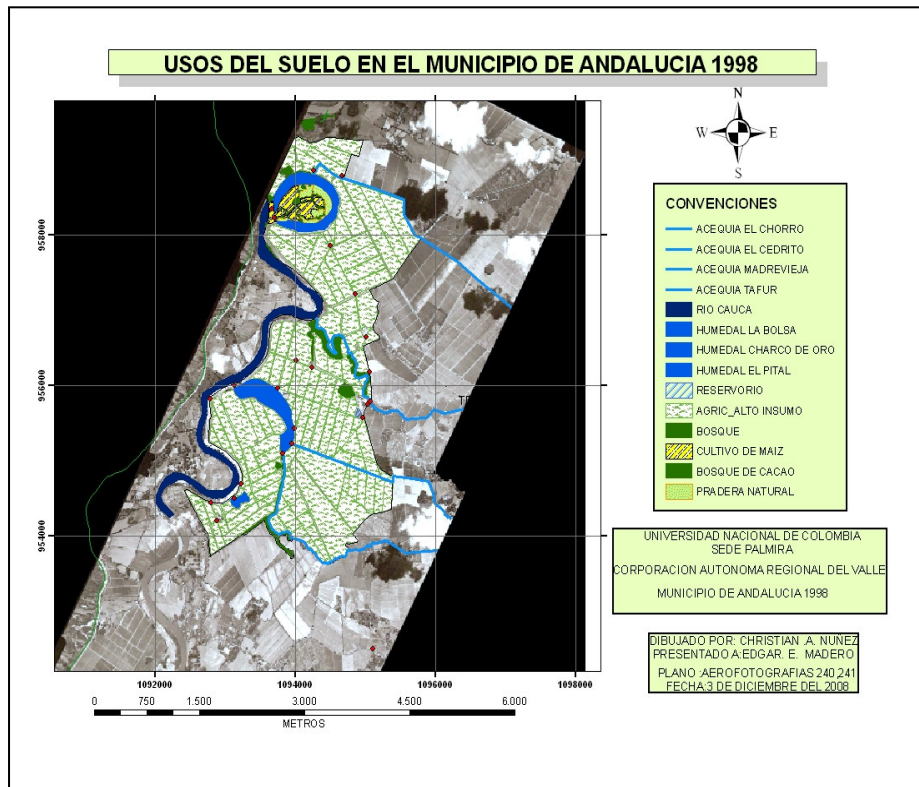 USOS DEL SUELO EN EL MUNICIPIO DE ANDALUCIA 1998
N
W E
S
958000
956000
954000
1092000 1094000 1096000 1098000
0 750 1.500 3.000 4.500 6.000
METROS
CONVENCIONES
ACEQUIA EL CHORRO
ACEQUIA EL CEDRITO
ACEQUIA MADREVIEJA
ACEQUIA TAFUR
RIO CAUCA
HUMEDAL LA BOLSA
HUMEDAL CHARCO DE ORO
HUMEDAL EL PITAL
RESERVORIO
AGRIC_ALTO INSUMO
BOSQUE
CULTIVO DE MAIZ
BOSQUE DE CACAO
PRADERA NATURAL
UNIVERSIDAD NACIONAL DE COLOMBIA
SEDE PALMIRA
CORPORACION AUTONOMA REGIONAL DEL VALLE
MUNICIPIO DE ANDALUCIA 1998
DIBUJADO POR: CHRISTIAN .A. NUÑEZ
PRESENTADO A:EDGAR. E. MADERO
PLANO :AEROFOTOGRAFIAS 240,241
FECHA:3 DE DICIEMBRE DEL 2008